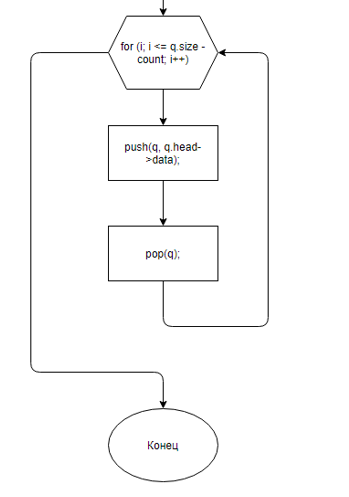 for (i; i <= q.size -
count; i++)
push(q, q.head-
>data);
pop(q);
Конец